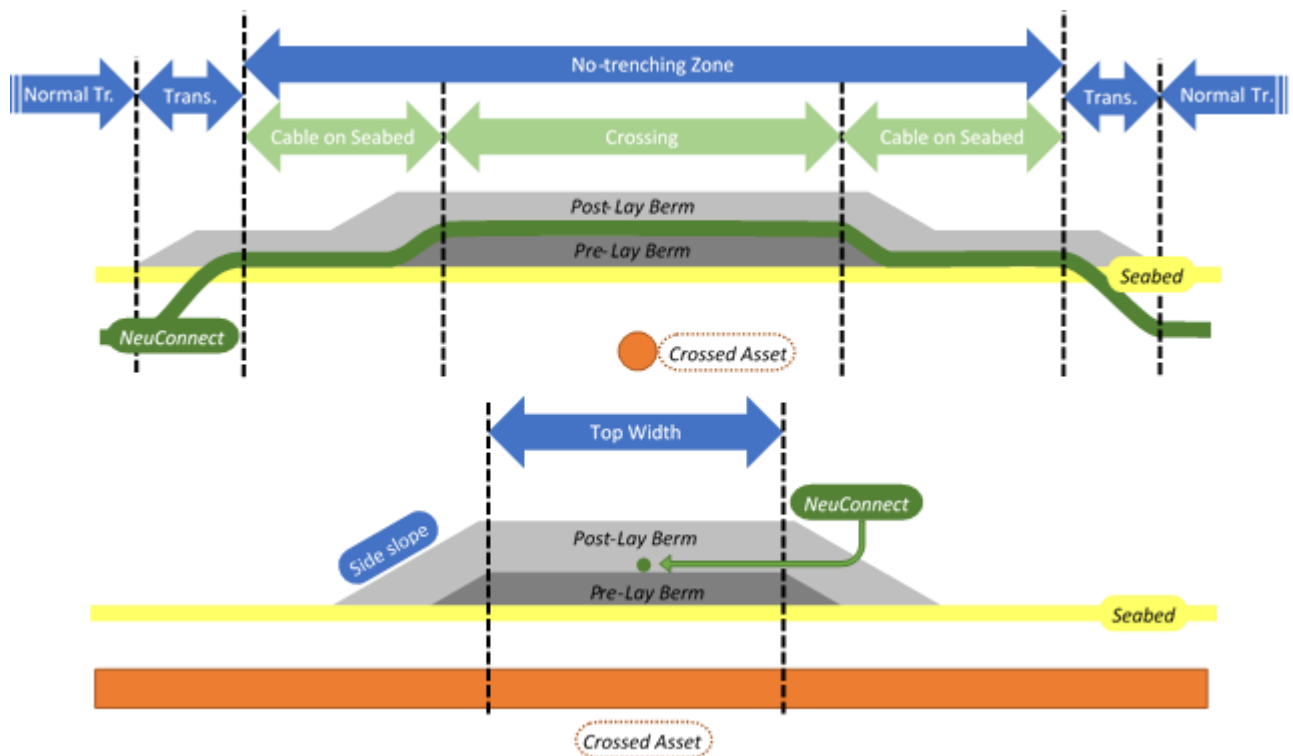 No-trenching Zone
Normal Tr.
Trans.
Trans.
Normal Tr.
Cable on Seabed
Crossing
Cable on Seabed
Post-Lay Berm
Pre-Lay Berm
Seabed
NeuConnect
Crossed Asset
Top Width
NeuConnect
Side slope
Post-Lay Berm
Pre-Lay Berm
Seabed
Crossed Asset